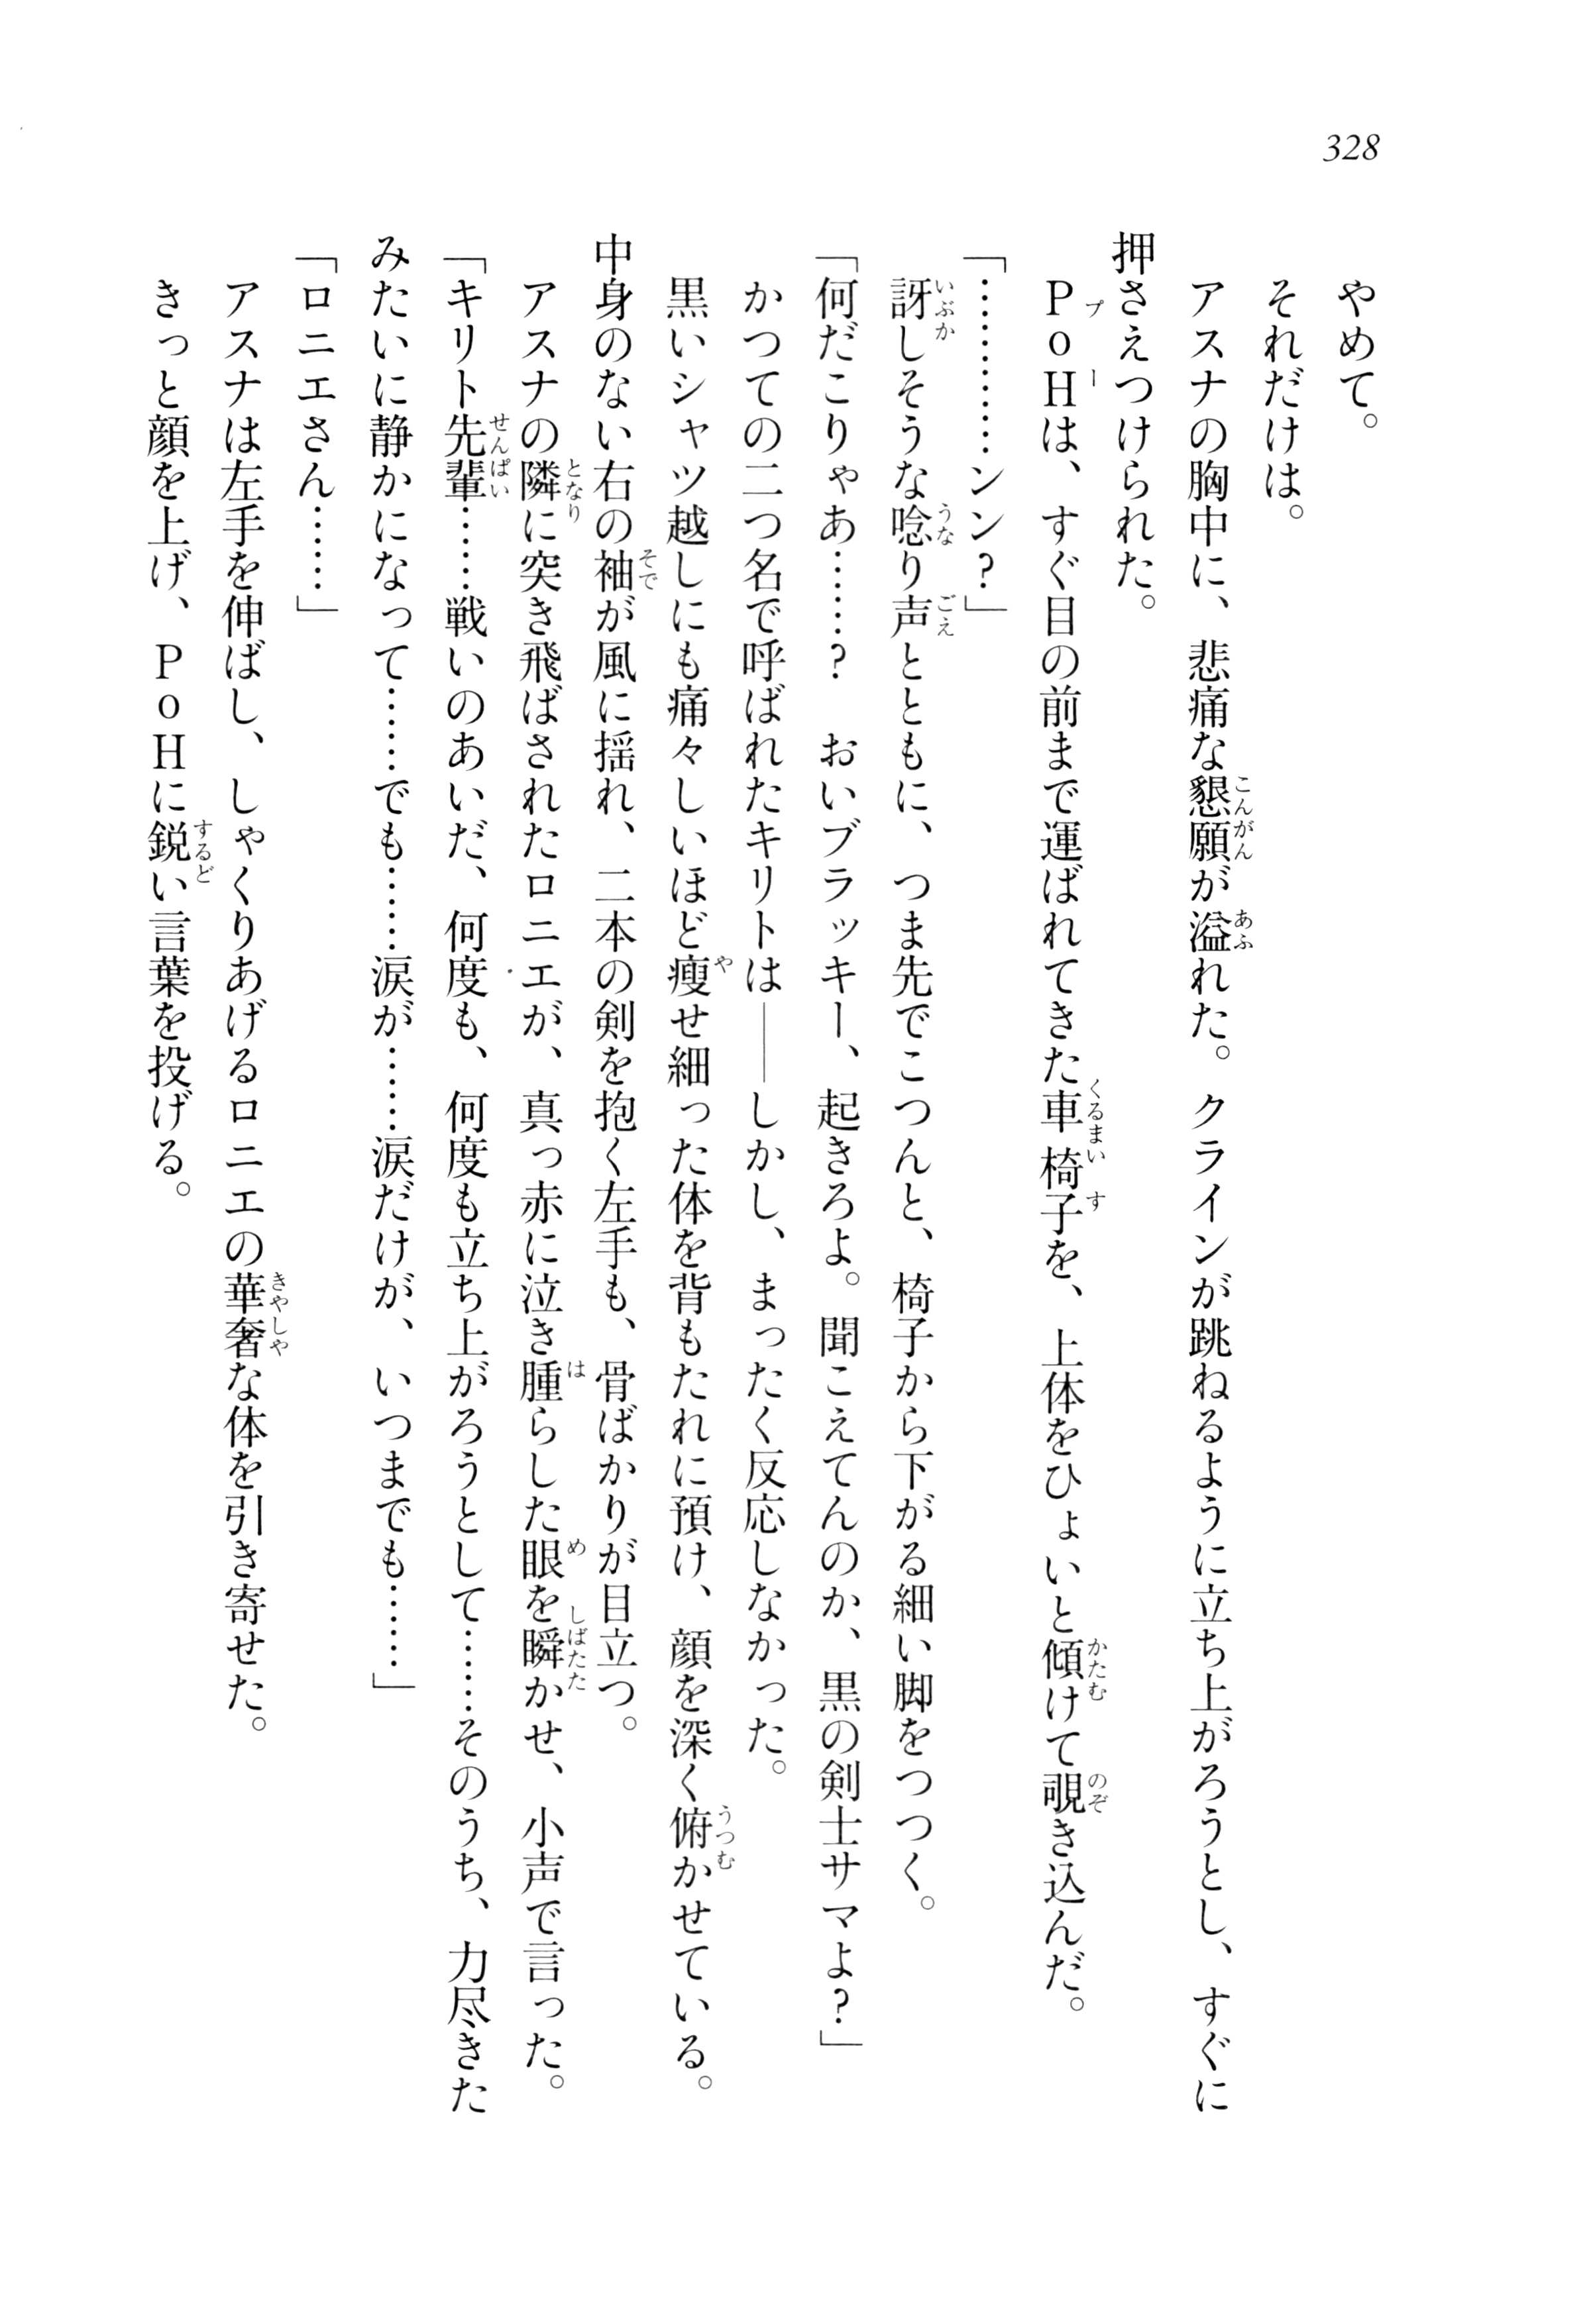 328
やめて。
それだけは。
アスナの胸中に、悲痛な懇願が溢れた。クラインが跳ねるように立ち上がろうとし、すぐに
押さえつけられた。
PoHは、すぐ目の前まで運ばれてきた車椅子を、上体をひょいと傾けて覗き込んだ。
「…………ンン?」
訝しそうな唸り声とともに、つま先でこつんと、椅子から下がる細い脚をつつく。
「何だこりゃあ……? おいブラッキー、起きろよ。聞こえてんのか、黒の剣士サマよ?」
かつての二つ名で呼ばれたキリトは――しかし、まったく反応しなかった。
黒いシャツ越しにも痛々しいほど痩せ細った体を背もたれに預け、顔を深く俯かせている。
中身のない右の袖が風に揺れ、二本の剣を抱く左手も、骨ばかりが目立つ。
アスナの隣に突き飛ばされたロニエが、真っ赤に泣き腫らした眼を瞬かせ、小声で言った。
「キリト先輩……戦いのあいだ、何度も、何度も立ち上がろうとして……そのうち、力尽きた
みたいに静かになって……でも……涙が……涙だけが、いつまでも……」
「ロニエさん……」
アスナは左手を伸ばし、しゃくりあげるロニエの華奢な体を引き寄せた。
きっと顔を上げ、PoHに鋭い言葉を投げる。